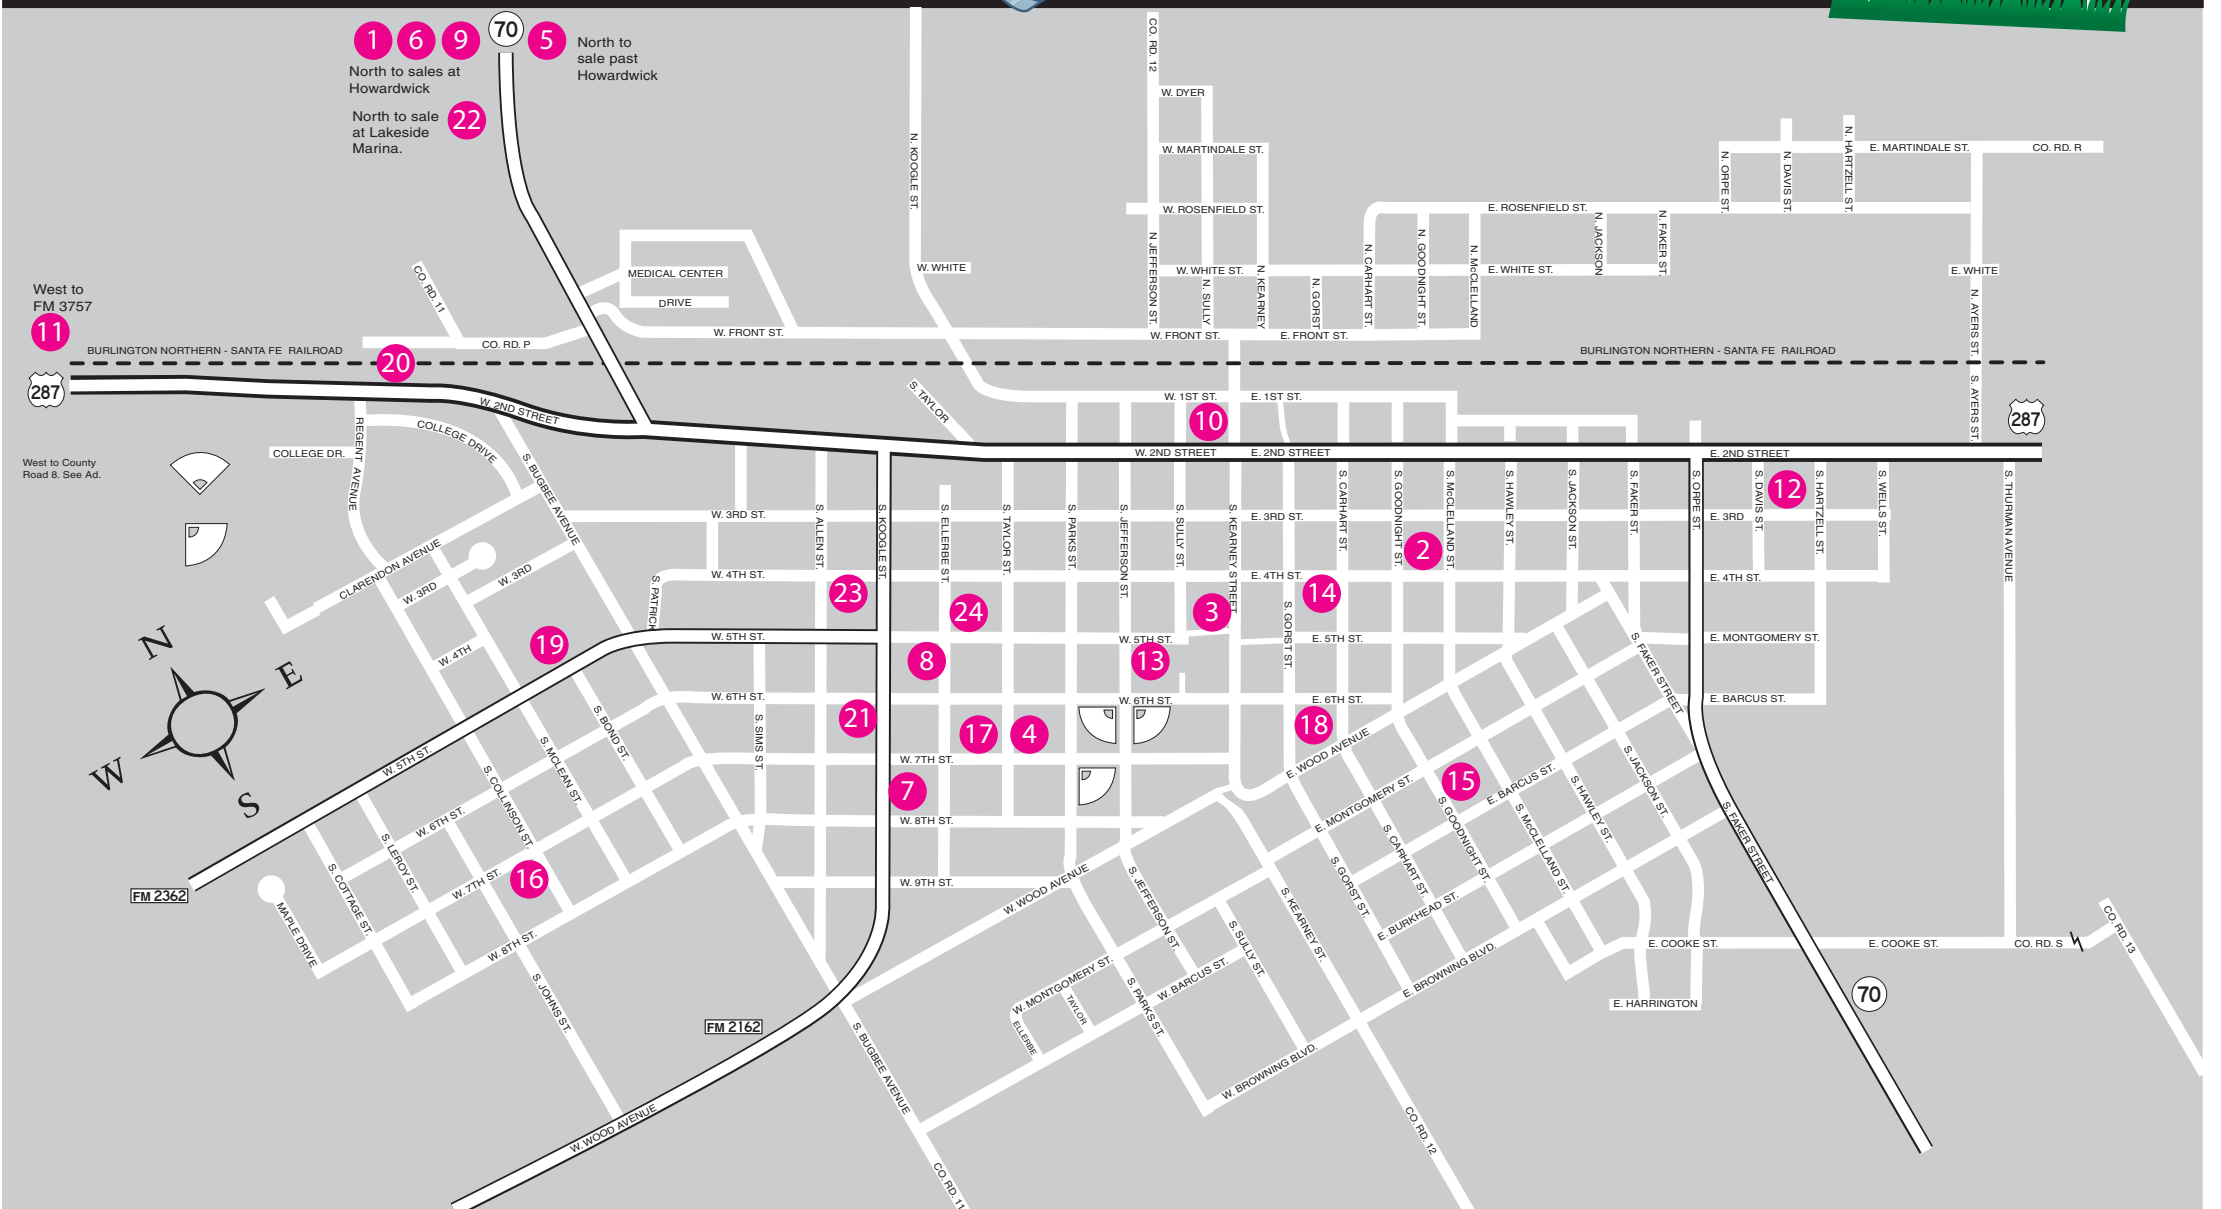 1
6
9
70
5
North to
sale past
Howardwick
North to sales at
Howardwick
North to sale
at Lakeside
Marina.
22
CO. RD. 12
W. DYER
N. KOOGLE ST.
W. MARTINDALE ST.
N. ORPE ST.
N. DAVIS ST.
N. HARTZELL ST.
E. MARTINDALE ST.
CO. RD. R
W. ROSENFIELD ST.
E. ROSENFIELD ST.
N. JACKSON
N. FAKER ST.
N JEFFERSON ST.
W. WHITE
W. WHITE ST.
N. SULLY
N. KEARNEY
N. GORST
N. CARHART ST.
N. GOODNIGHT ST.
N. McCLELLAND
E. WHITE ST.
E. WHITE
N. AYERS ST.
MEDICAL CENTER
DRIVE
CO. RD. 11
West to
FM 3757
11
W. FRONT ST.
W. FRONT ST.
E. FRONT ST.
CO. RD. P
BURLINGTON NORTHERN - SANTA FE RAILROAD
BURLINGTON NORTHERN - SANTA FE RAILROAD
20
287
W. 2ND STREET
S. TAYLOR
W. 1ST ST.
E. 1ST ST.
10
S. AYERS ST.
287
REGENT AVENUE
COLLEGE DRIVE
COLLEGE DR.
W. 2ND STREET
E. 2ND STREET
E. 2ND STREET
West to County
Road 8. See Ad.
S. BUGBEE AVENUE
S. ALLEN ST.
S. KOOGLE ST.
S. ELLERBE ST.
S. TAYLOR ST.
S. PARKS ST.
S. JEFFERSON ST.
S. SULLY ST.
S. KEARNEY STREET
S. GORST ST.
S. CARHART ST.
S. GOODNIGHT ST.
S. McCLELLAND ST.
S. HAWLEY ST.
S. JACKSON ST.
S. FAKER ST.
S. ORPE ST.
S. DAVIS ST.
12
S. HARTZELL ST.
S. WELLS ST.
S. THURMAN AVENUE
W. 3RD ST.
E. 3RD ST.
E. 3RD
2
CLARENDON AVENUE
W. 3RD
W. 3RD
S. PATRICK
W. 4TH ST.
E. 4TH ST.
E. 4TH ST.
23
24
3
14
W. 4TH
19
W. 5TH ST.
W. 5TH ST.
E. 5TH ST.
E. MONTGOMERY ST.
S. FAKER STREET
8
13
N
E
W
S
W. 6TH ST.
W. 6TH ST.
E. 6TH ST.
E. BARCUS ST.
21
17
4
18
S. SIMS ST.
S. BOND ST.
S. MCLEAN ST.
S. COLLINSON ST.
W. 5TH ST.
W. 7TH ST.
E. WOOD AVENUE
7
15
E. MONTGOMERY ST.
E. BARCUS ST.
S. JACKSON ST.
S. HAWLEY ST.
S. McCLELLAND ST.
S. GOODNIGHT ST.
S. CARHART ST.
S. GORST ST.
W. 6TH ST.
W. 8TH ST.
S. FAKER STREET
S. LEROY ST.
S. COTTAGE ST.
W. 7TH ST.
16
W. 9TH ST.
W. WOOD AVENUE
FM 2362
MAPLE DRIVE
W. 8TH ST.
S. JEFFERSON ST.
S. SULLY ST.
S. KEARNEY ST.
E. BURKHEAD ST.
E. BROWNING BLVD.
E. COOKE ST.
E. COOKE ST.
CO. RD. S
CO. RD. 13
S. JOHNS ST.
W. MONTGOMERY ST.
W. BARCUS ST.
TAYLOR
ELLERBE
S. PARKS ST.
E. HARRINGTON
70
FM 2162
S. BUGBEE AVENUE
W. BROWNING BLVD.
W. WOOD AVENUE
CO. RD. 12
CO. RD. 11